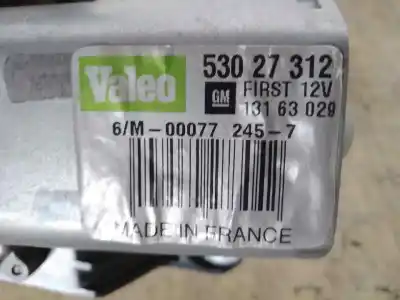 Valeo
530 27 312
GM
FIRST 12V
131 63 029
6/M-00077 245-7
MADE IN FRANCE